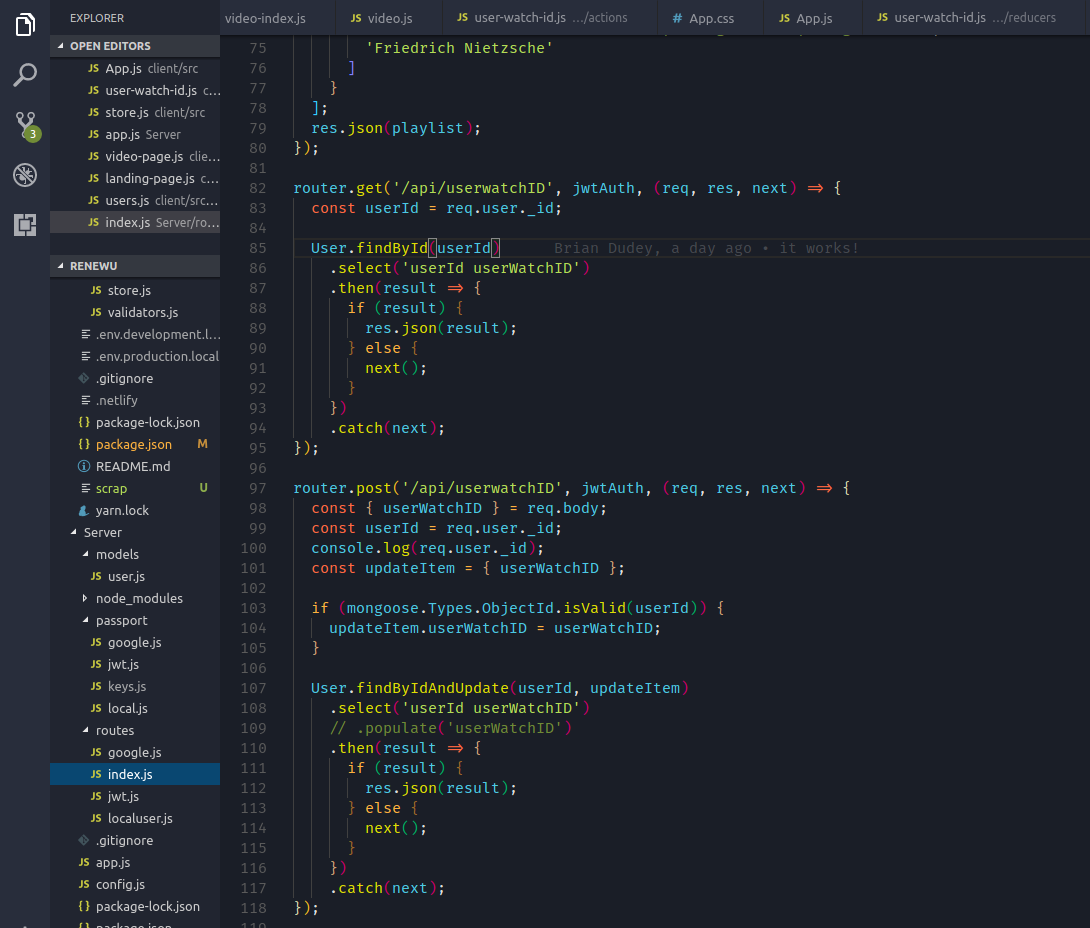 EXPLORER
OPEN EDITORS
JS App.js client/src
JS user-watch-id.js c...
JS store.js client/src
JS app.js Server
JS video-page.js clie...
JS landing-page.js c...
JS users.js client/src...
JS index.js Server/ro...
3
RENEWU
JS store.js
JS validators.js
.env.development.l...
.env.production.local
.gitignore
.netlify
{} package-lock.json
{} package.json M
README.md
scrap U
yarn.lock
Server
models
JS user.js
node_modules
passport
JS google.js
JS jwt.js
JS keys.js
JS local.js
routes
JS google.js
JS index.js
JS jwt.js
JS localuser.js
.gitignore
JS app.js
JS config.js
{} package-lock.json
{} package.json
video-index.js JS video.js JS user-watch-id.js .../actions # App.css JS App.js JS user-watch-id.js .../reducers
75 'Friedrich Nietzsche'
76 ]
77 }
78 ];
79 res.json(playlist);
80 });
81
82 router.get('/api/userwatchID', jwtAuth, (req, res, next) => {
83 const userId = req.user._id;
84
85 User.findById(userId) Brian Dudey, a day ago • it works!
86 .select('userId userWatchID')
87 .then(result => {
88 if (result) {
89 res.json(result);
90 } else {
91 next();
92 }
93 })
94 .catch(next);
95 });
96
97 router.post('/api/userwatchID', jwtAuth, (req, res, next) => {
98 const { userWatchID } = req.body;
99 const userId = req.user._id;
100 console.log(req.user._id);
101 const updateItem = { userWatchID };
102
103 if (mongoose.Types.ObjectId.isValid(userId)) {
104 updateItem.userWatchID = userWatchID;
105 }
106
107 User.findByIdAndUpdate(userId, updateItem)
108 .select('userId userWatchID')
109 // .populate('userWatchID')
110 .then(result => {
111 if (result) {
112 res.json(result);
113 } else {
114 next();
115 }
116 })
117 .catch(next);
118 });
119